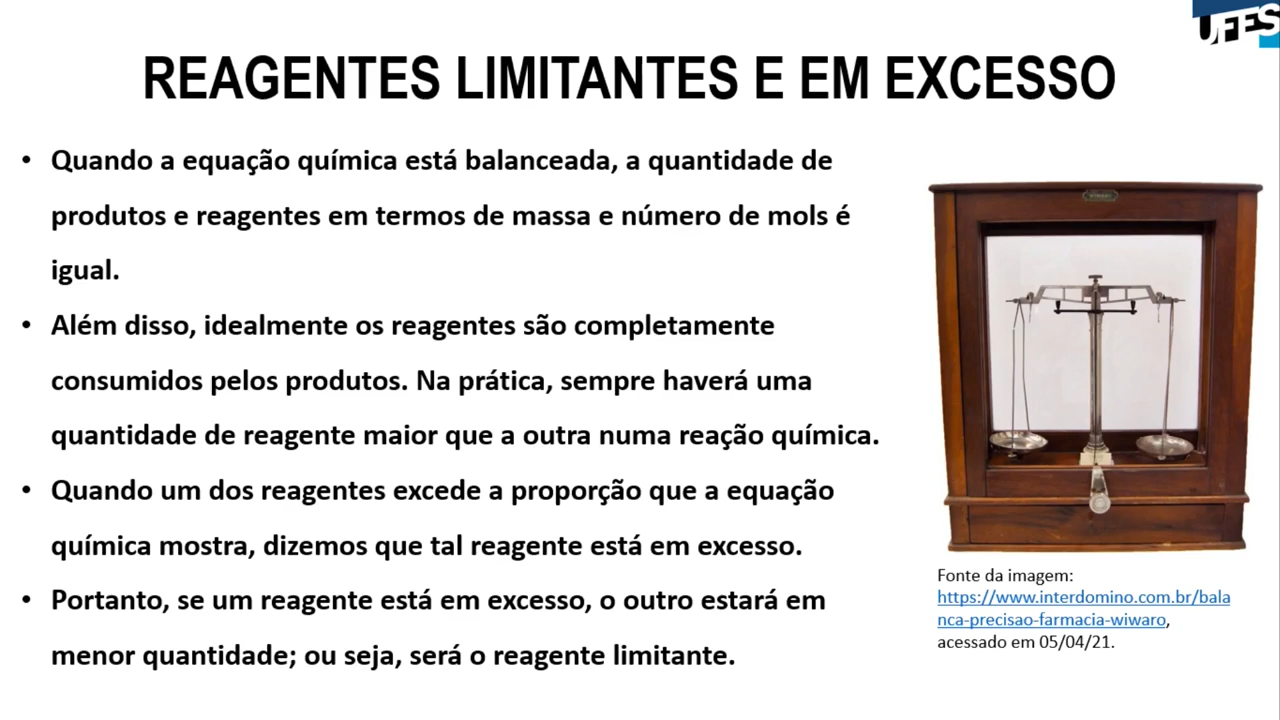 UFES
REAGENTES LIMITANTES E EM EXCESSO
• Quando a equação química está balanceada, a quantidade de
produtos e reagentes em termos de massa e número de mols é
igual.
• Além disso, idealmente os reagentes são completamente
consumidos pelos produtos. Na prática, sempre haverá uma
quantidade de reagente maior que a outra numa reação química.
• Quando um dos reagentes excede a proporção que a equação
química mostra, dizemos que tal reagente está em excesso.
• Portanto, se um reagente está em excesso, o outro estará em
menor quantidade; ou seja, será o reagente limitante.
Fonte da imagem:
https://www.interdomino.com.br/bala
nca-precisao-farmacia-wiwaro,
acessado em 05/04/21.